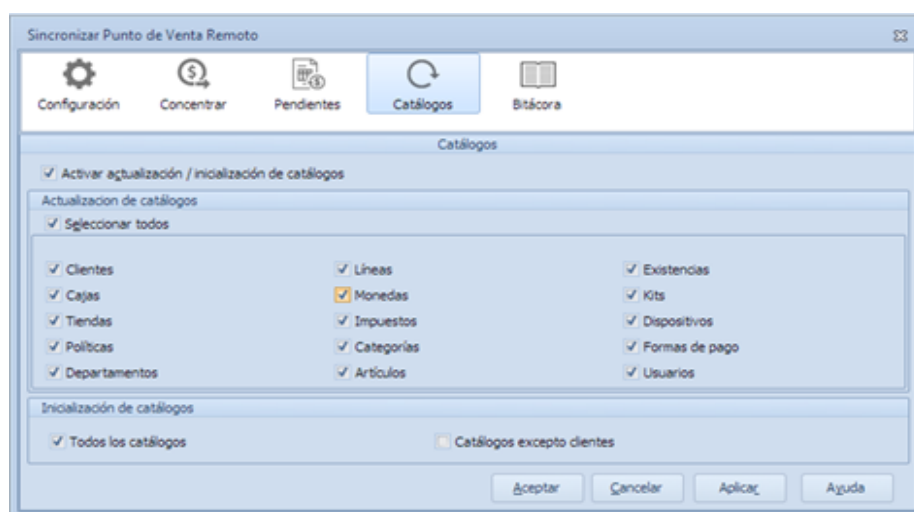 Sincronizar Punto de Venta Remoto
Configuración Concentrar Pendientes Catálogos Bitácora
Catálogos
Activar actualización / inicialización de catálogos
Actualizacion de catálogos
Seleccionar todos
Clientes Líneas Existencias
Cajas Monedas Kits
Tiendas Impuestos Dispositivos
Políticas Categorías Formas de pago
Departamentos Artículos Usuarios
Inicialización de catálogos
Todos los catálogos Catálogos excepto clientes
Aceptar Cancelar Aplicar Ayuda